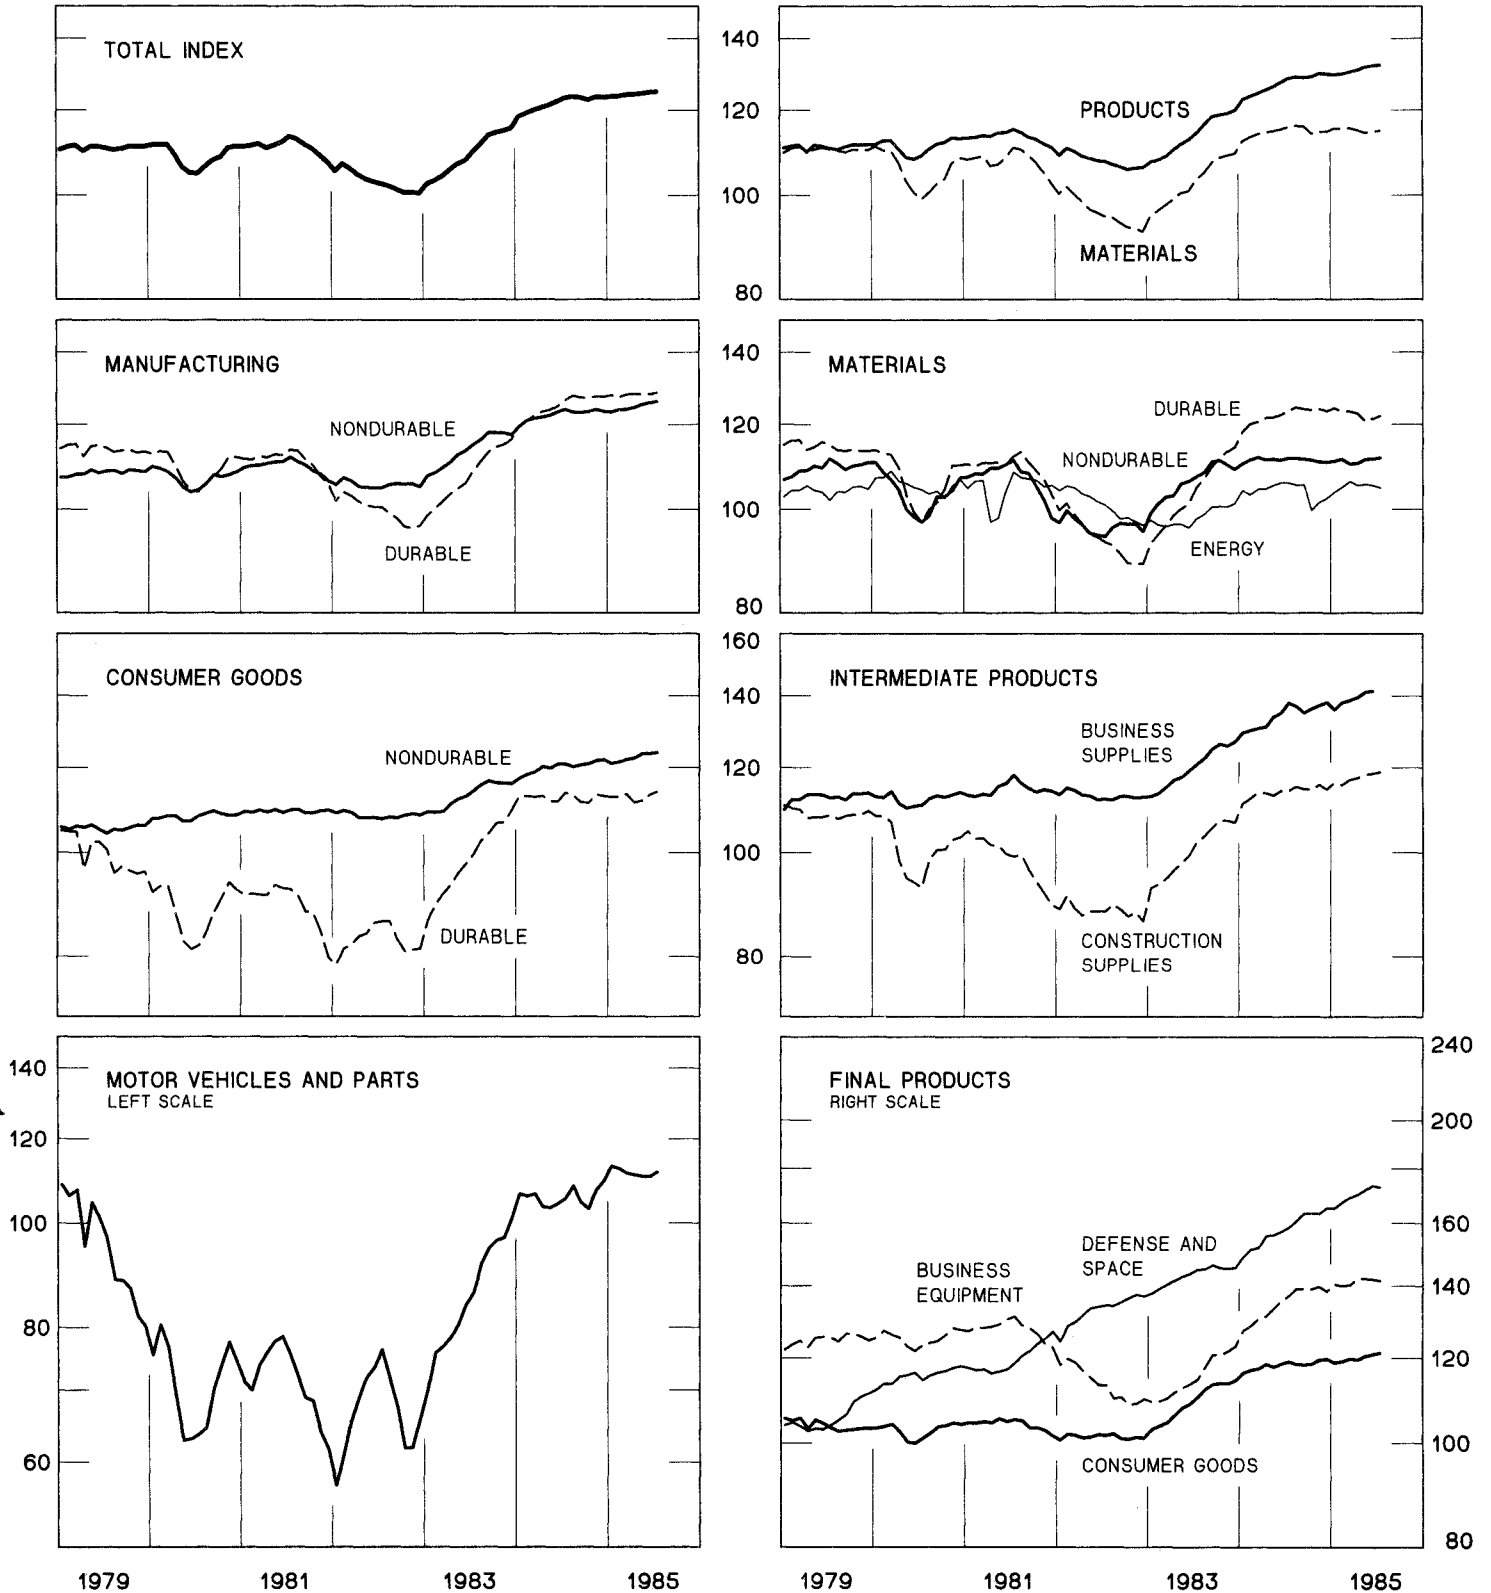 TOTAL INDEX
140
120
100
80
PRODUCTS
MATERIALS
MANUFACTURING
NONDURABLE
DURABLE
140
120
100
80
MATERIALS
DURABLE
NONDURABLE
ENERGY
CONSUMER GOODS
NONDURABLE
DURABLE
160
140
120
100
80
INTERMEDIATE PRODUCTS
BUSINESS
SUPPLIES
CONSTRUCTION
SUPPLIES
140
120
100
80
60
MOTOR VEHICLES AND PARTS
LEFT SCALE
FINAL PRODUCTS
RIGHT SCALE
DEFENSE AND
SPACE
BUSINESS
EQUIPMENT
CONSUMER GOODS
240
200
160
140
120
100
80
1979 1981 1983 1985
1979 1981 1983 1985